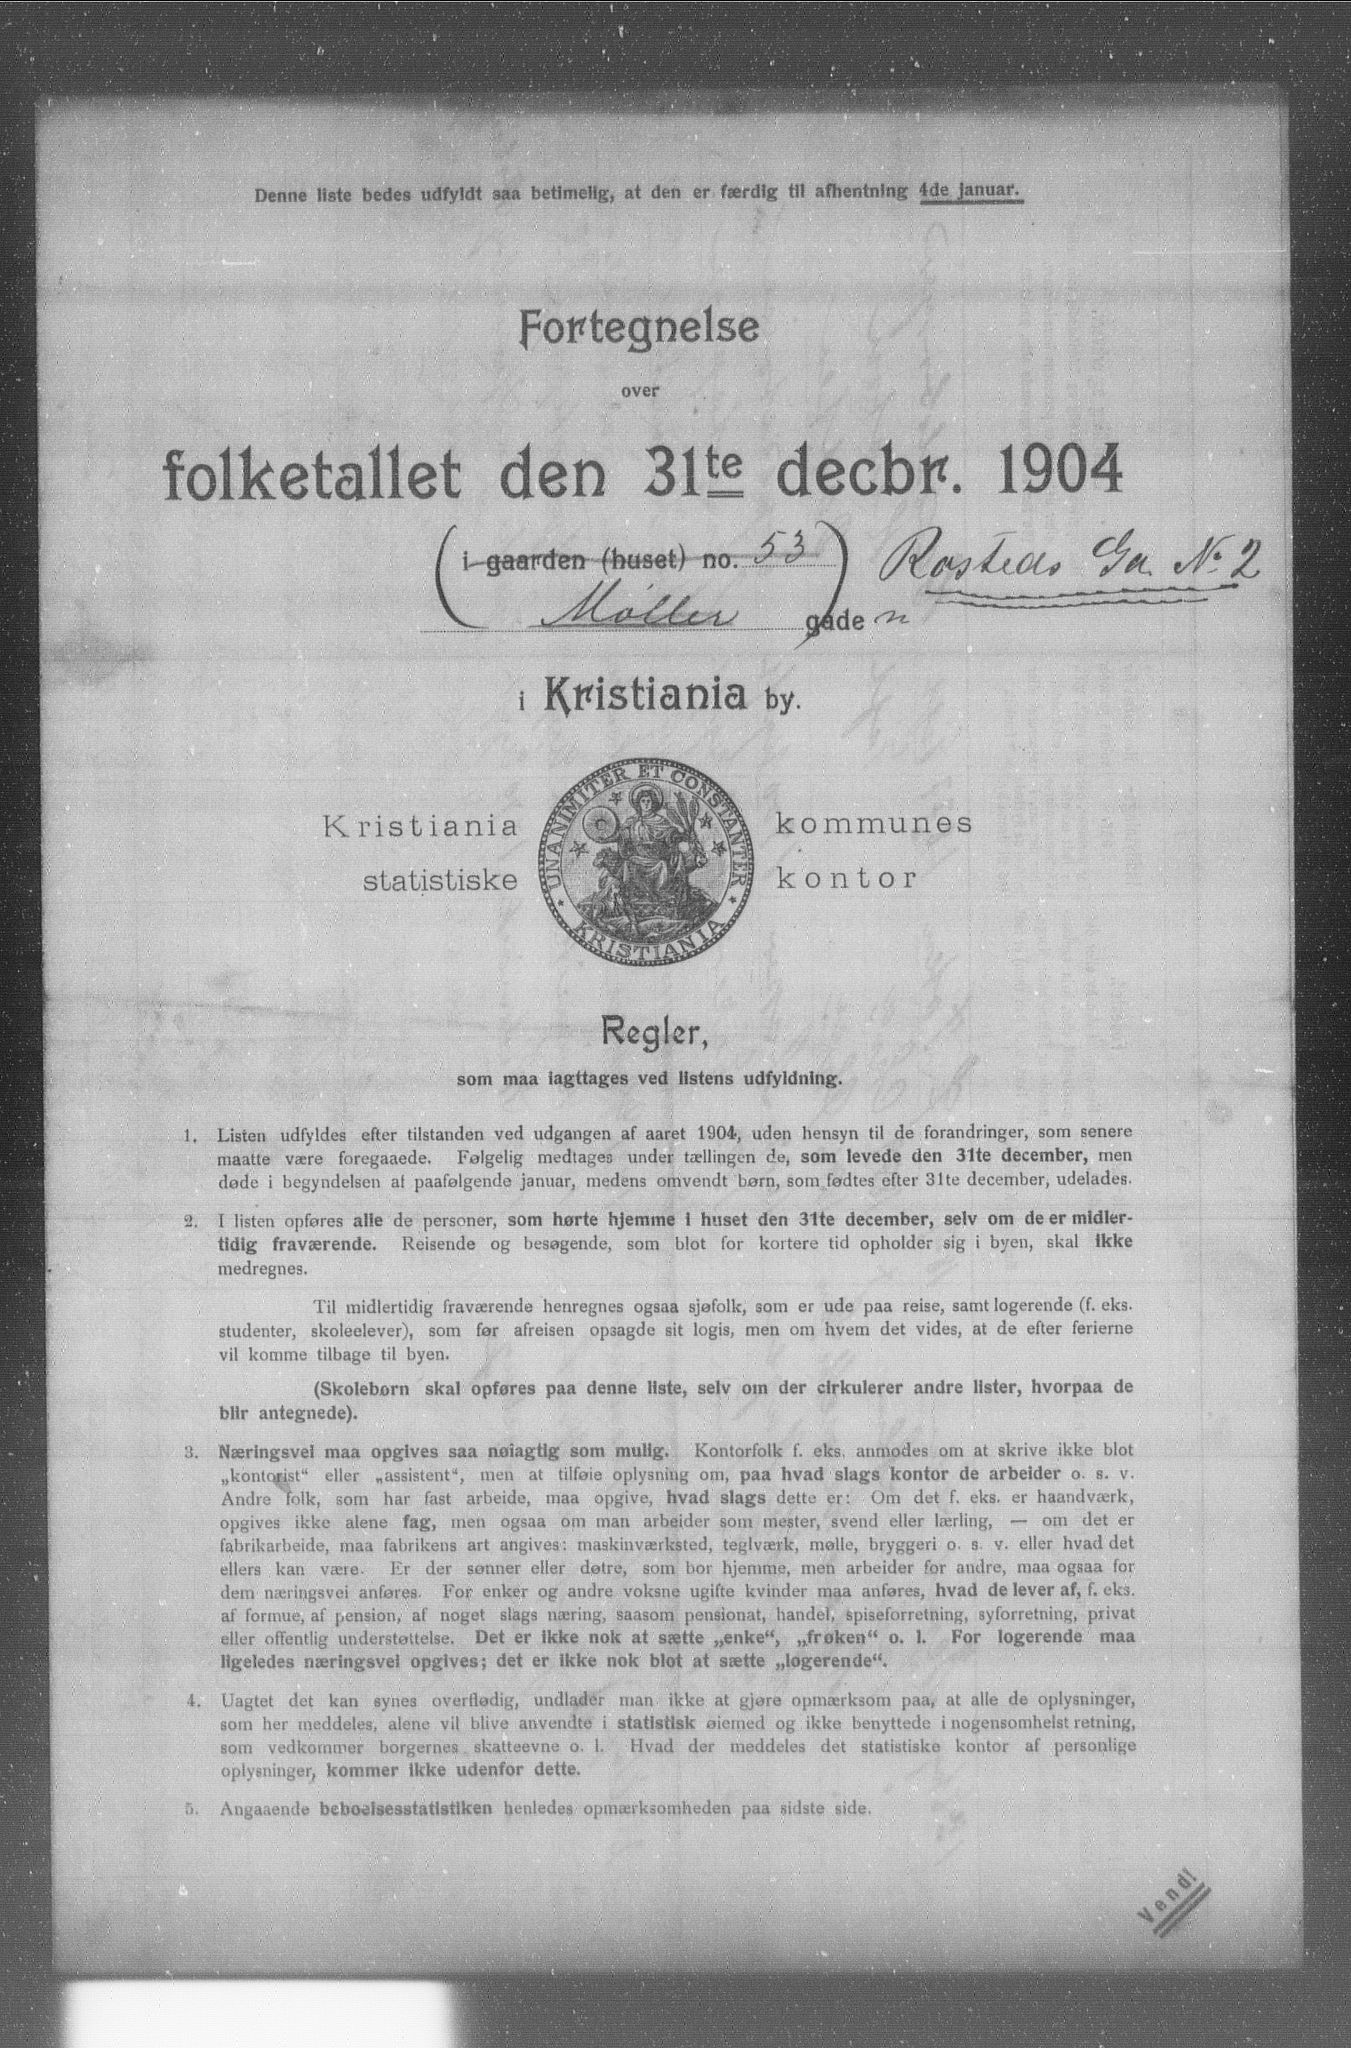 Denne liste bedes udfyldt saa betimelig, at den er færdig til afhentning 4de januar.
Fortegnelse
over
folketallet den 31te decbr. 1904
(i gaarden (huset) no. 53) Rosteds Ga. No. 2
Møller gade n
i Kristiania by.
UNANIMITER ET CONSTANTER
KRISTIANIA
Kristiania kommunes
statistiske kontor
Regler,
som maa iagttages ved listens udfyldning.
1. Listen udfyldes efter tilstanden ved udgangen af aaret 1904, uden hensyn til de forandringer, som senere
maatte være foregaaede. Følgelig medtages under tællingen de, som levede den 31te december, men
døde i begyndelsen af paafølgende januar, medens omvendt børn, som fødtes efter 31te december, udelades.
2. I listen opføres alle de personer, som hørte hjemme i huset den 31te december, selv om de er midler-
tidig fraværende. Reisende og besøgende, som blot for kortere tid opholder sig i byen, skal ikke
medregnes.
Til midlertidig fraværende henregnes ogsaa sjøfolk, som er ude paa reise, samt logerende (f. eks.
studenter, skoleelever), som før afreisen opsagde sit logis, men om hvem det vides, at de efter ferierne
vil komme tilbage til byen.
(Skolebørn skal opføres paa denne liste, selv om der cirkulerer andre lister, hvorpaa de
blir antegnede).
3. Næringsvei maa opgives saa nøiagtig som mulig. Kontorfolk f. eks. anmodes om at skrive ikke blot
„kontorist“ eller „assistent“, men at tilføie oplysning om, paa hvad slags kontor de arbeider o. s. v.
Andre folk, som har fast arbeide, maa opgive, hvad slags dette er: Om det f. eks. er haandværk,
opgives ikke alene fag, men ogsaa om man arbeider som mester, svend eller lærling, — om det er
fabrikarbeide, maa fabrikens art angives: maskinværksted, teglværk, mølle, bryggeri o. s. v. eller hvad det
ellers kan være. Er der sønner eller døtre, som bor hjemme, men arbeider for andre, maa ogsaa for
dem næringsvei anføres. For enker og andre voksne ugifte kvinder maa anføres, hvad de lever af, f. eks.
af formue, af pension, af noget slags næring, saasom pensionat, handel, spiseforretning, syforretning, privat
eller offentlig understøttelse. Det er ikke nok at sætte „enke“, „frøken“ o. l. For logerende maa
ligeledes næringsvei opgives; det er ikke nok blot at sætte „logerende“.
4. Uagtet det kan synes overflødig, undlader man ikke at gjøre opmærksom paa, at alle de oplysninger,
som her meddeles, alene vil blive anvendte i statistisk øiemed og ikke benyttede i nogensomhelst retning,
som vedkommer borgernes skatteevne o. l. Hvad der meddeles det statistiske kontor af personlige
oplysninger, kommer ikke udenfor dette.
5. Angaaende beboelsesstatistiken henledes opmærksomheden paa sidste side.
Vend!